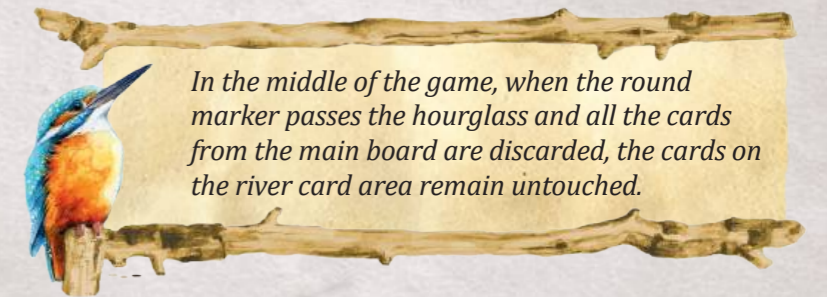 In the middle of the game, when the round
marker passes the hourglass and all the cards
from the main board are discarded, the cards on
the river card area remain untouched.